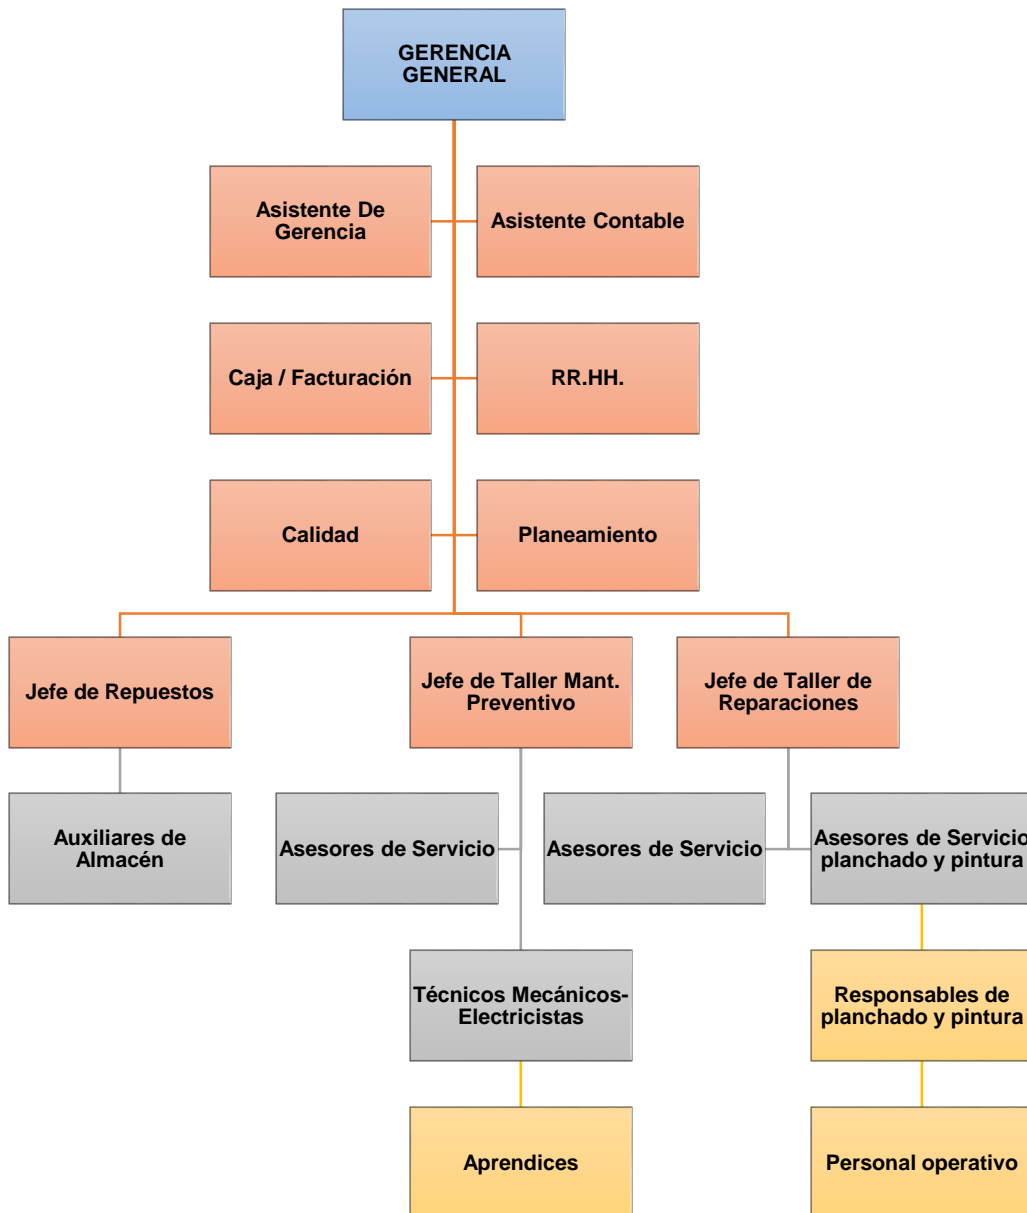 GERENCIA
GENERAL
Asistente De
Gerencia
Asistente Contable
Caja / Facturación
RR.HH.
Calidad
Planeamiento
Jefe de Repuestos
Jefe de Taller Mant.
Preventivo
Jefe de Taller de
Reparaciones
Auxiliares de
Almacén
Asesores de Servicio
Asesores de Servicio
Asesores de Servicio
planchado y pintura
Técnicos Mecánicos-
Electricistas
Responsables de
planchado y pintura
Aprendices
Personal operativo